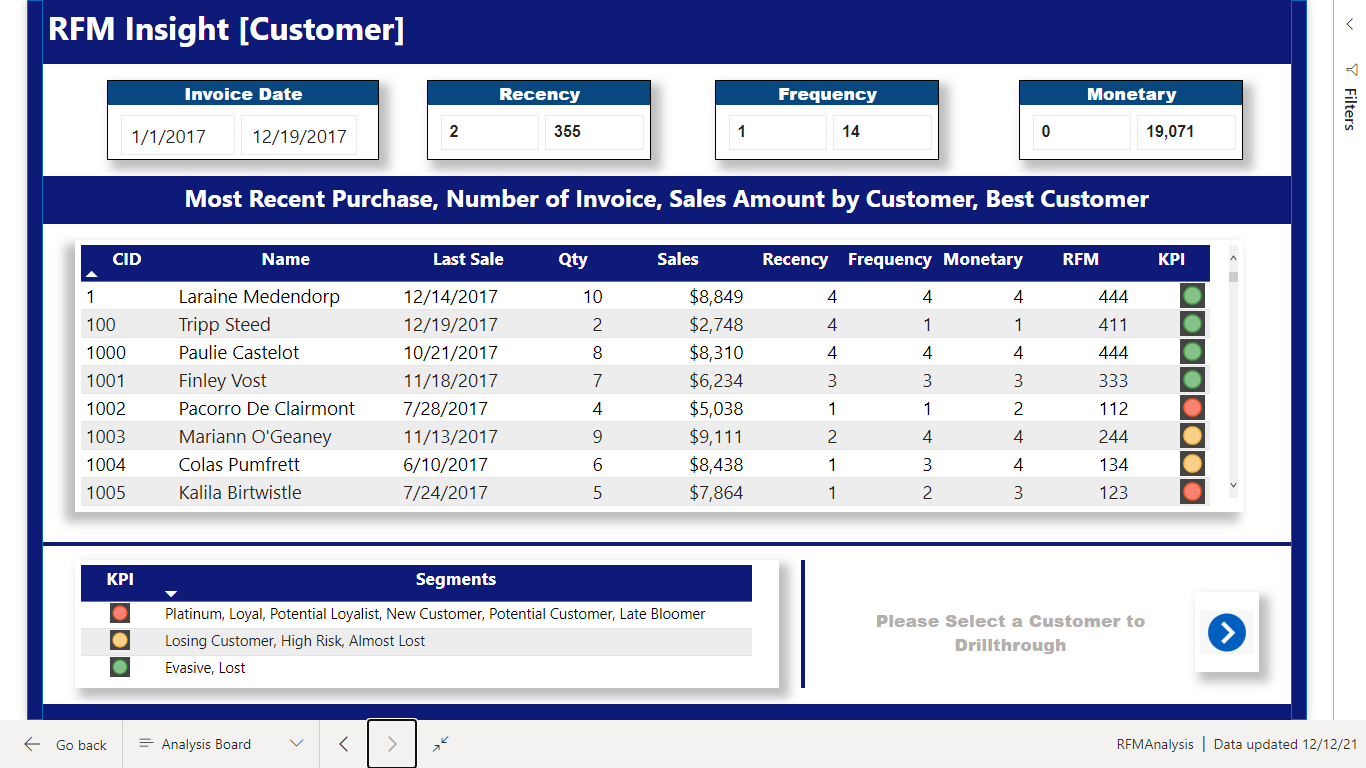 RFM Insight [Customer]
Invoice Date
1/1/2017 12/19/2017
Recency
2 355
Frequency
1 14
Monetary
0 19,071
Filters
Most Recent Purchase, Number of Invoice, Sales Amount by Customer, Best Customer
CID Name Last Sale Qty Sales Recency Frequency Monetary RFM KPI
1 Laraine Medendorp 12/14/2017 10 $8,849 4 4 4 444
100 Tripp Steed 12/19/2017 2 $2,748 4 1 1 411
1000 Paulie Castelot 10/21/2017 8 $8,310 4 4 4 444
1001 Finley Vost 11/18/2017 7 $6,234 3 3 3 333
1002 Pacorro De Clairmont 7/28/2017 4 $5,038 1 1 2 112
1003 Mariann O'Geaney 11/13/2017 9 $9,111 2 4 4 244
1004 Colas Pumfrett 6/10/2017 6 $8,438 1 3 4 134
1005 Kalila Birtwistle 7/24/2017 5 $7,864 1 2 3 123
KPI Segments
Platinum, Loyal, Potential Loyalist, New Customer, Potential Customer, Late Bloomer
Losing Customer, High Risk, Almost Lost
Evasive, Lost
Please Select a Customer to
Drillthrough
Go back
Analysis Board
RFMAnalysis | Data updated 12/12/21